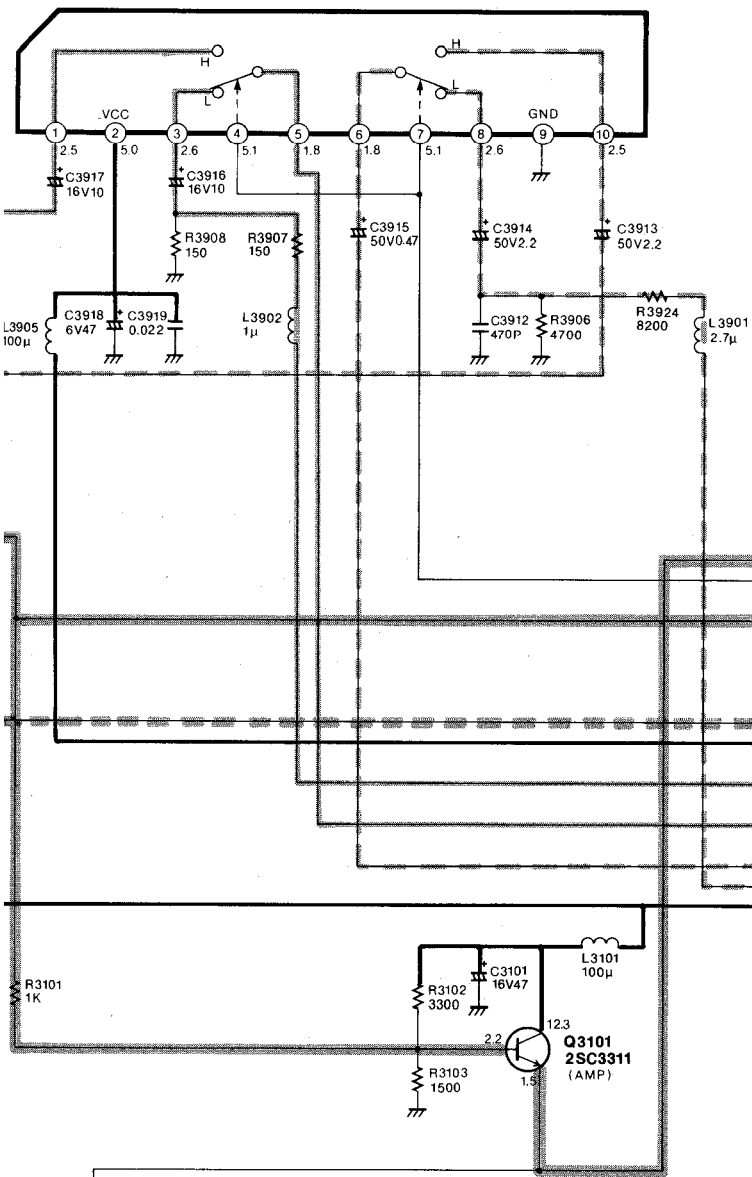 H
H
L
L
VCC
GND
1
2
3
4
5
6
7
8
9
10
2.5
5.0
2.6
5.1
1.8
1.8
5.1
2.6
2.5
C3917
16V10
C3916
16V10
R3908
150
R3907
150
C3915
50V0.47
C3914
50V2.2
C3913
50V2.2
L3905
100μ
C3918
6V47
C3919
0.022
L3902
1μ
C3912
470P
R3906
4700
R3924
8200
L3901
2.7μ
R3101
1K
R3102
3300
C3101
16V47
L3101
100μ
12.3
2.2
Q3101
2SC3311
(AMP)
1.5
R3103
1500